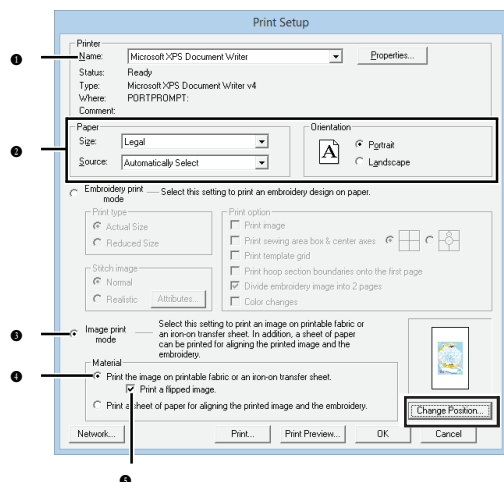 Print Setup
Printer
Name: Microsoft XPS Document Writer Properties...
Status: Ready
Type: Microsoft XPS Document Writer v4
Where: PORTPROMPT:
Comment:
Paper
Size: Legal
Source: Automatically Select
Orientation
A
Portrait
Landscape
Embroidery print mode
Select this setting to print an embroidery design on paper.
Print type
Actual Size
Reduced Size
Stitch image
Normal
Realistic Attributes...
Print option
Print image
Print sewing area box & center axes
Print template grid
Print hoop section boundaries onto the first page
Divide embroidery image into 2 pages
Color changes
Image print mode
Select this setting to print an image on printable fabric or
an iron-on transfer sheet. In addition, a sheet of paper
can be printed for aligning the printed image and the
embroidery.
Material
Print the image on printable fabric or an iron-on transfer sheet.
Print a flipped image.
Print a sheet of paper for aligning the printed image and the embroidery.
Change Position...
Network... Print... Print Preview... OK Cancel
1
2
3
4
5